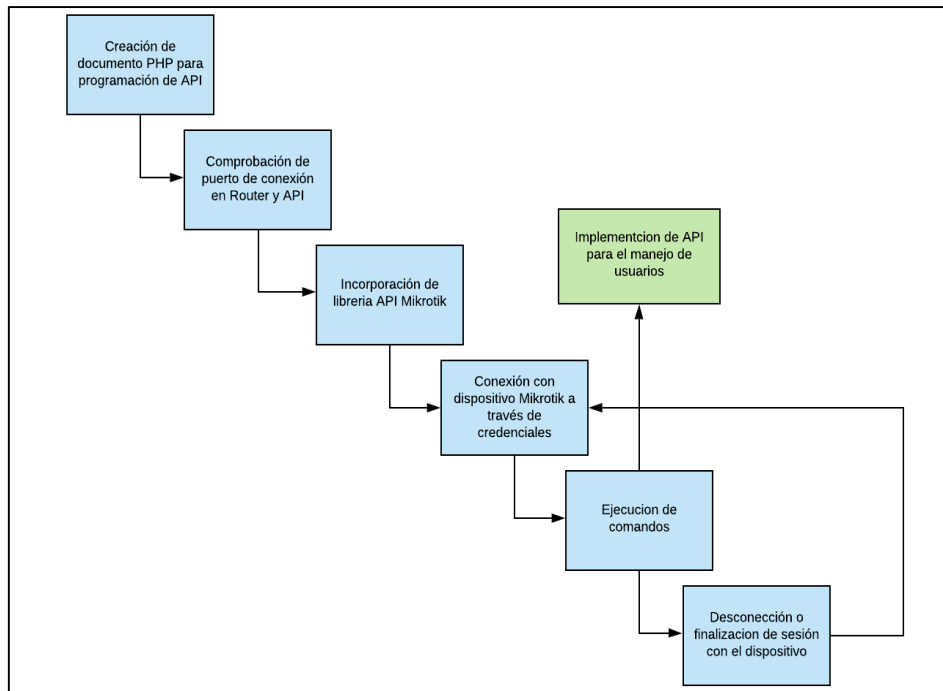 Creación de
documento PHP para
programación de API
Comprobación de
puerto de conexión
en Router y API
Implementcion de API
para el manejo de
usuarios
Incorporación de
libreria API Mikrotik
Conexión con
dispositivo Mikrotik a
través de
credenciales
Ejecucion de
comandos
Desconección o
finalizacion de sesión
con el dispositivo